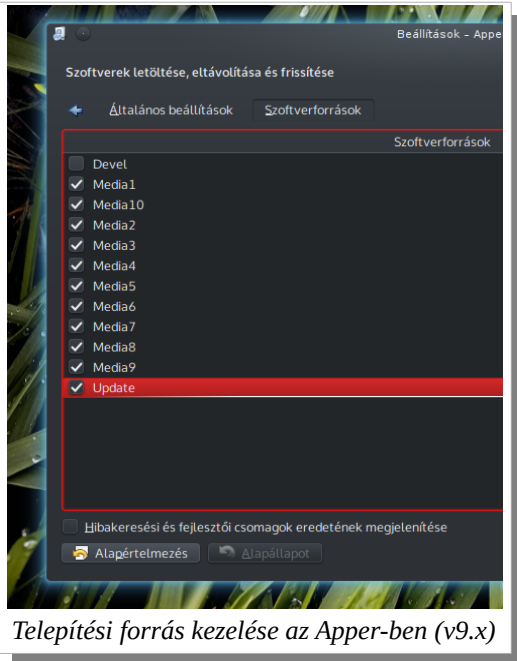 Beállítások – Appe
Szoftverek letöltése, eltávolítása és frissítése
Általános beállítások
Szoftverforrások
Szoftverforrások
Devel
Media1
Media10
Media2
Media3
Media4
Media5
Media6
Media7
Media8
Media9
Update
Hibakeresési és fejlesztői csomagok eredetének megjelenítése
Alapértelmezés
Alapállapot
Telepítési forrás kezelése az Apper-ben (v9.x)